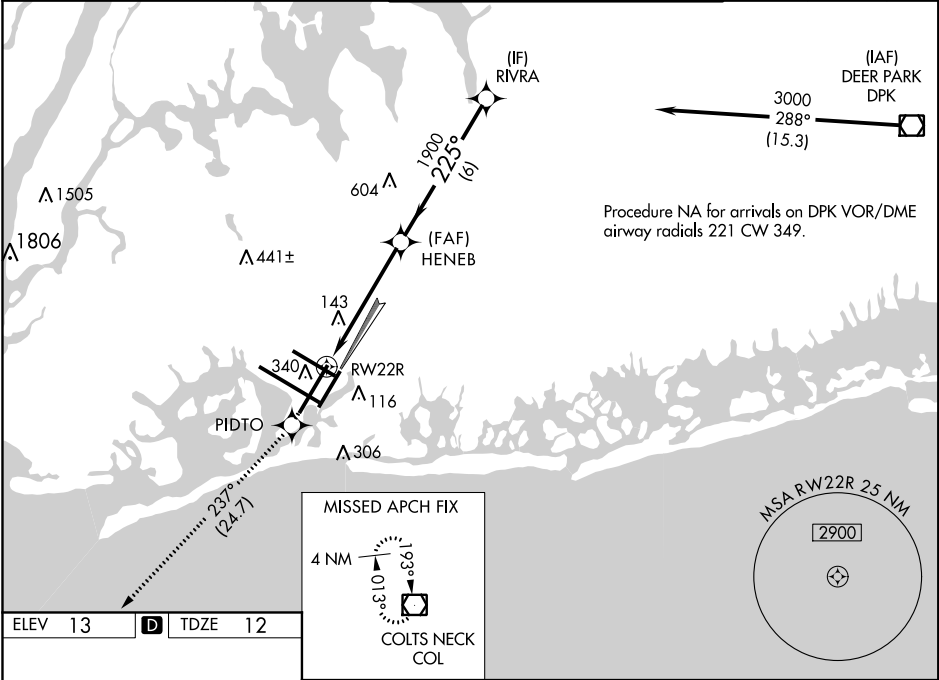 (IF)
RIVRA
(IAF)
DEER PARK
DPK
3000
288°
(15.3)
1900
225°
(6)
604
1505
1806
441±
(FAF)
HENEB
Procedure NA for arrivals on DPK VOR/DME
airway radials 221 CW 349.
143
340
RW22R
116
PIDTO
306
237°
(24.7)
MISSED APCH FIX
4 NM
193°
013°
COLTS NECK
COL
MSA RW22R 25 NM
2900
ELEV 13 D TDZE 12